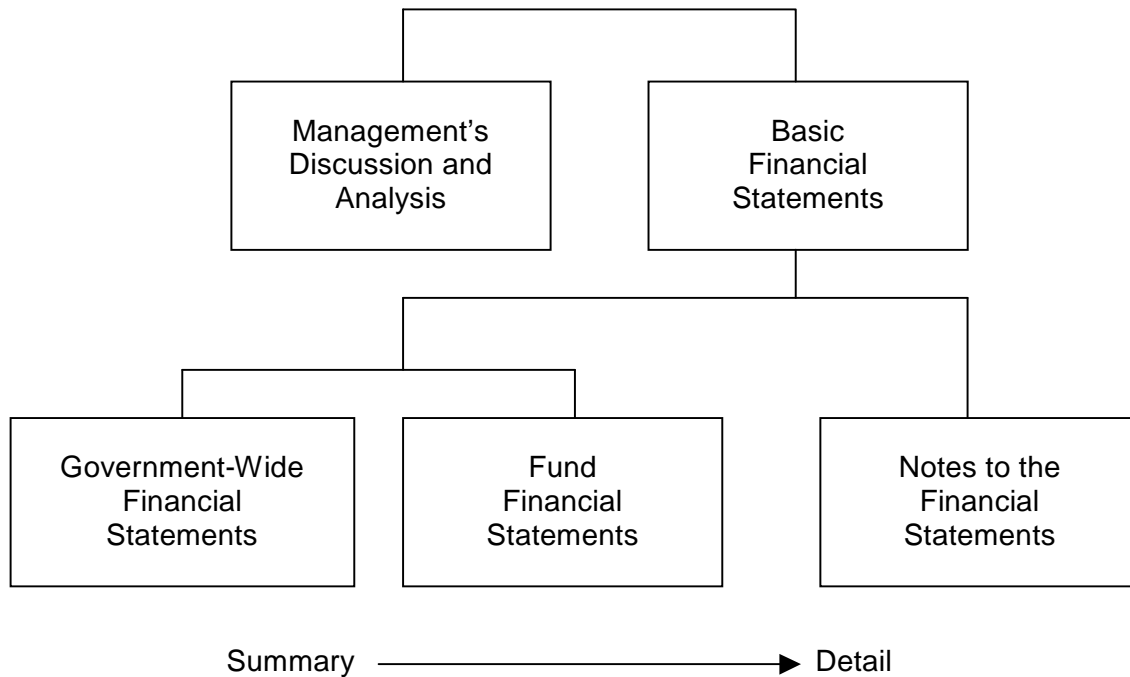 Management’s
Discussion and
Analysis
Basic
Financial
Statements
Government-Wide
Financial
Statements
Fund
Financial
Statements
Notes to the
Financial
Statements
Summary
Detail